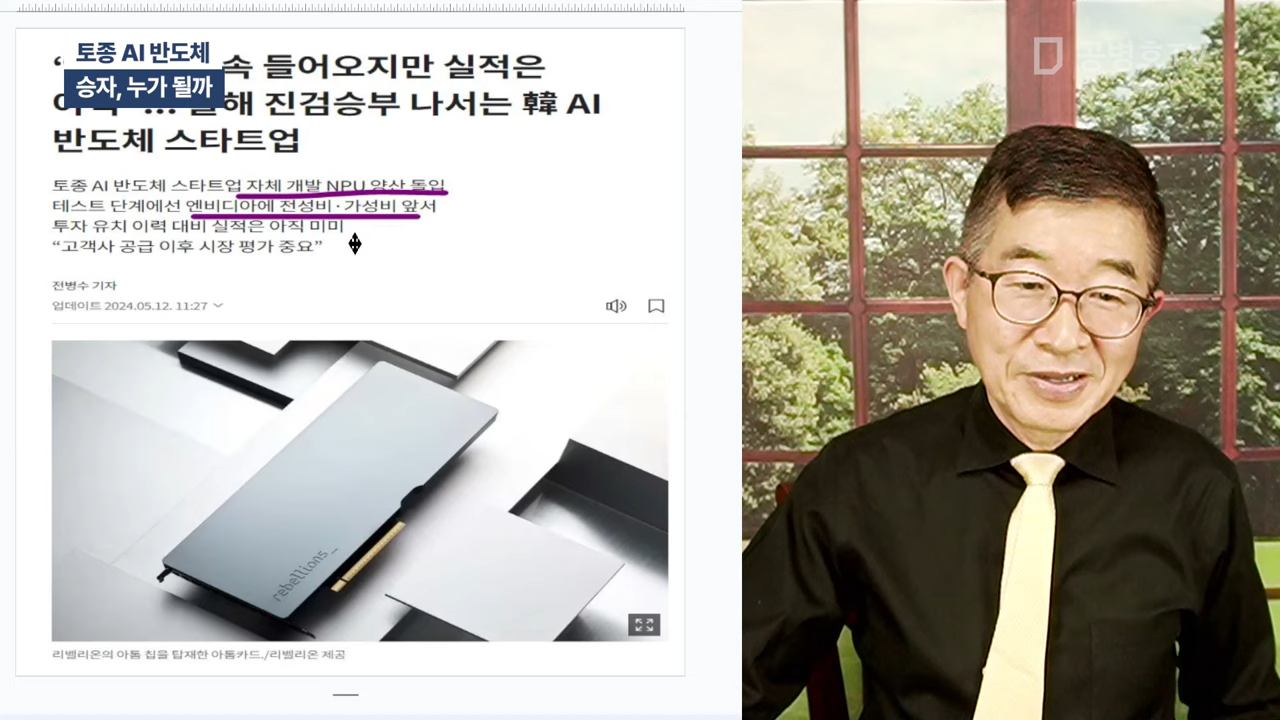 토종 AI 반도체
승자, 누가 될까
속 들어오지만 실적은
해 진검승부 나서는 韓 AI
반도체 스타트업
토종 AI 반도체 스타트업 자체 개발 NPU 양산 돌입
테스트 단계에선 엔비디아에 전성비·가성비 앞서
투자 유치 이력 대비 실적은 아직 미미
“고객사 공급 이후 시장 평가 중요”
전병수 기자
업데이트 2024.05.12. 11:27
rebellions_
리벨리온의 아톰 칩을 탑재한 아톰카드./리벨리온 제공